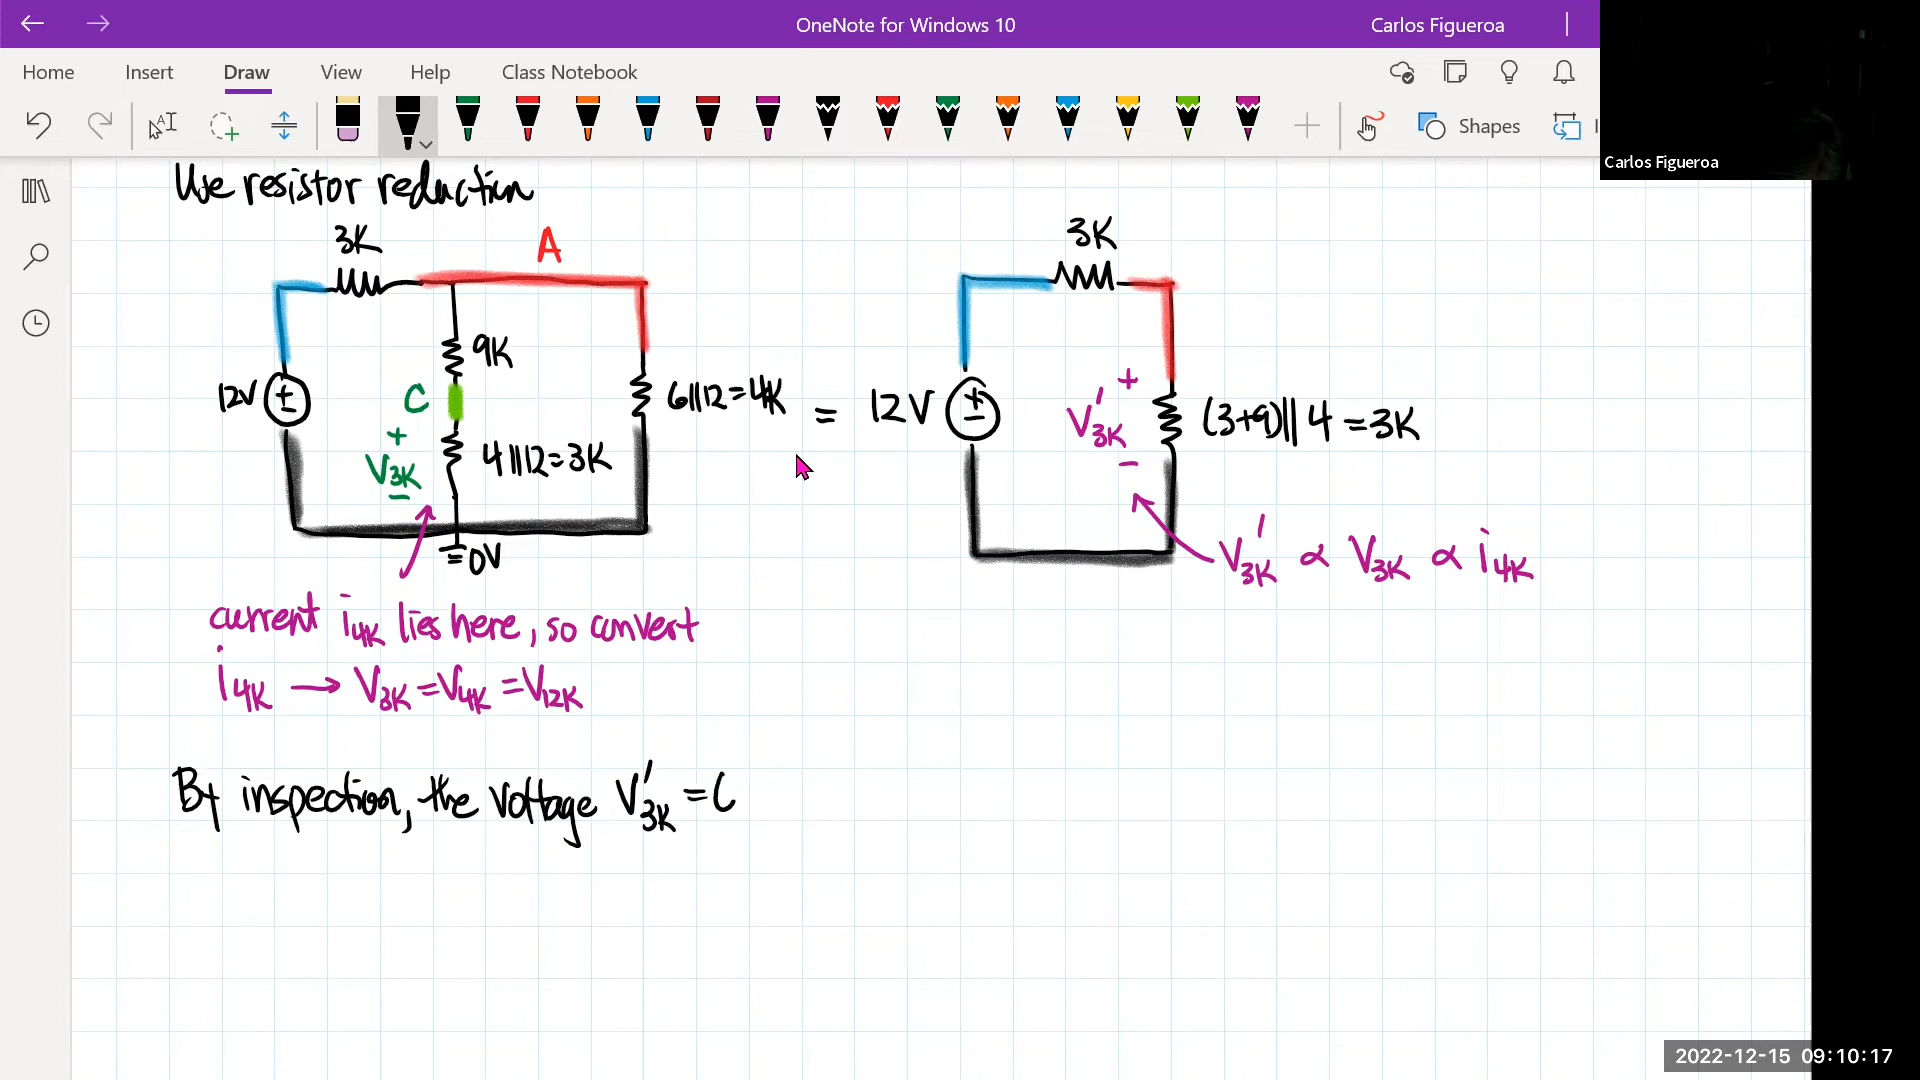 OneNote for Windows 10
Carlos Figueroa
Home Insert Draw View Help Class Notebook
Shapes
Carlos Figueroa
Use resistor reduction
3K
A
9K
12V
C
+
V3K
-
4||12=3K
6||12=4K
0V
=
3K
12V
+
V'3K
-
(3+9)||4=3K
V'3K ∝ V3K ∝ i4K
current i4K lies here, so convert
i4K → V3K=V4K=V12K
By inspection, the voltage V'3K = C
2022-12-15 09:10:17